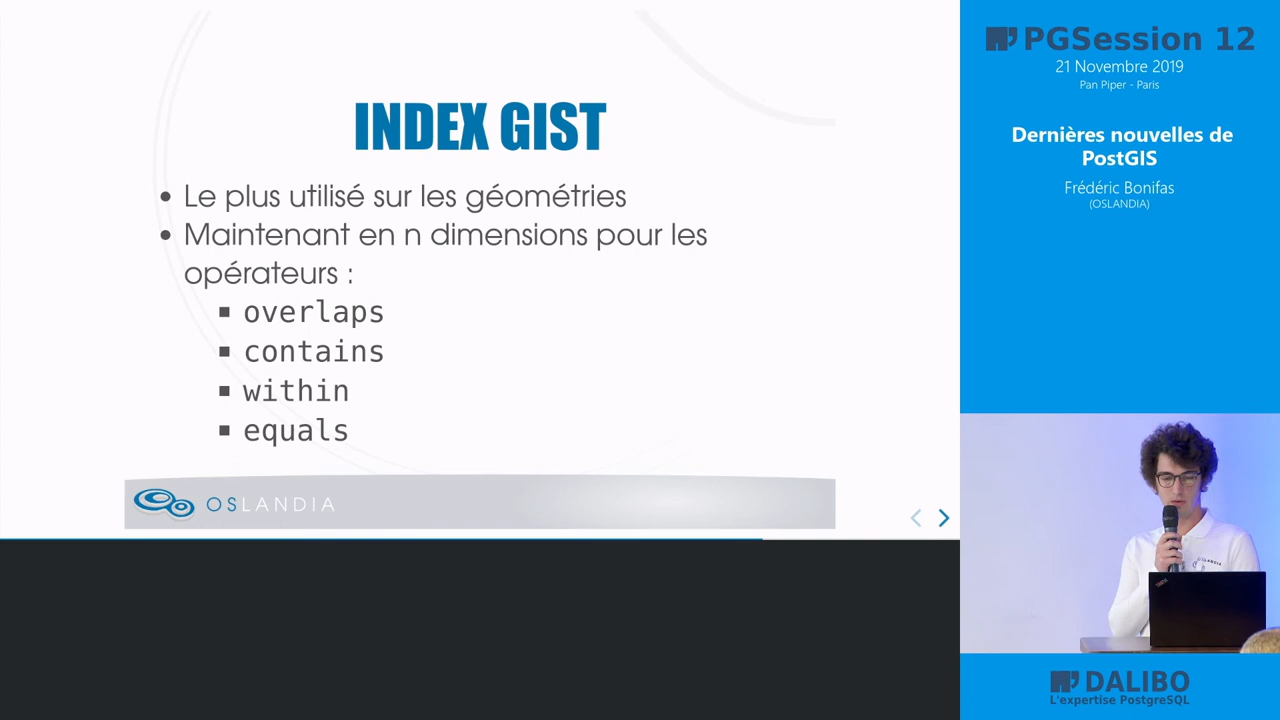 INDEX GIST
• Le plus utilisé sur les géométries
• Maintenant en n dimensions pour les
opérateurs :
▪ overlaps
▪ contains
▪ within
▪ equals
OSLANDIA
PGSession 12
21 Novembre 2019
Pan Piper - Paris
Dernières nouvelles de
PostGIS
Frédéric Bonifas
(OSLANDIA)
DALIBO
L'expertise PostgreSQL